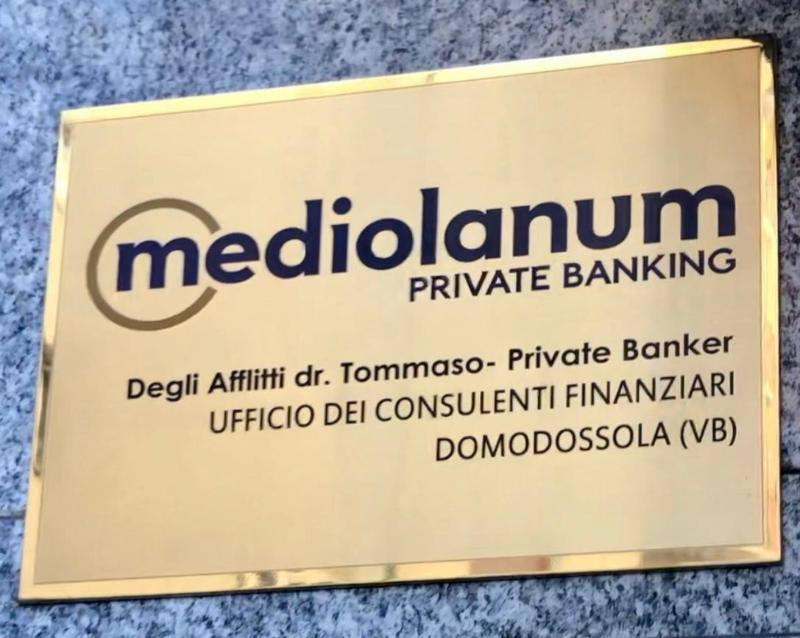 mediolanum
PRIVATE BANKING
Degli Afflitti dr. Tommaso- Private Banker
UFFICIO DEI CONSULENTI FINANZIARI
DOMODOSSOLA (VB)